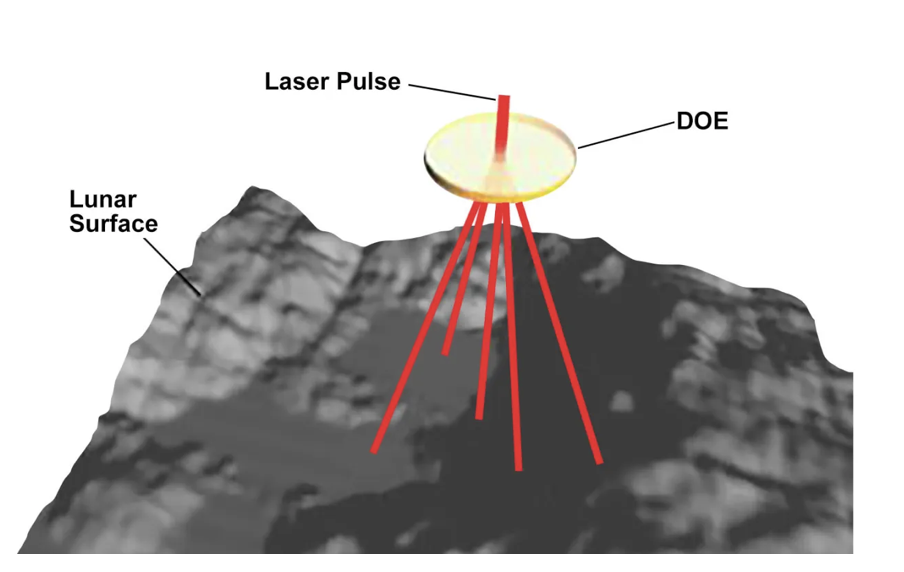 Laser Pulse
DOE
Lunar
Surface